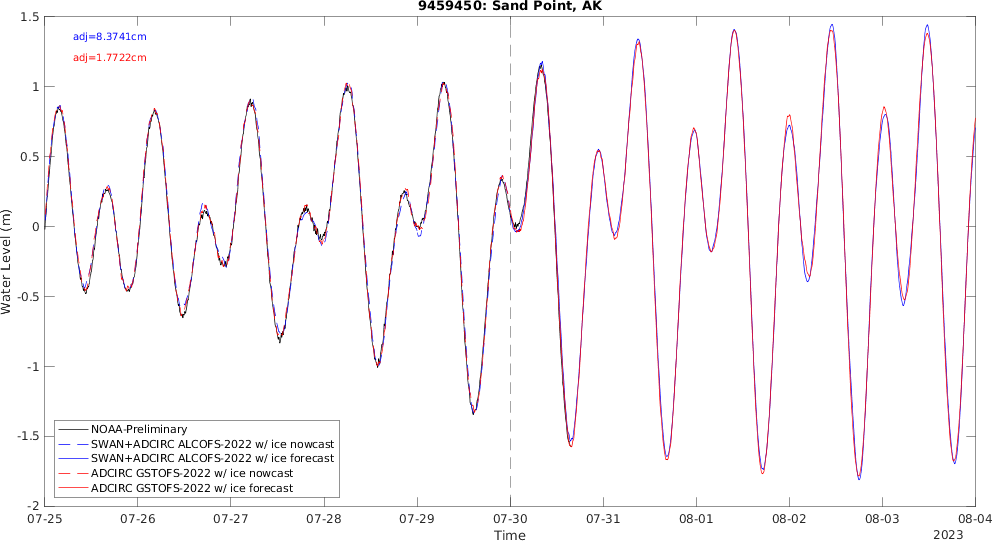 9459450: Sand Point, AK
1.5
adj=8.3741cm
adj=1.7722cm
1
0.5
0
-0.5
-1
-1.5
-2
Water Level (m)
NOAA-Preliminary
SWAN+ADCIRC ALCOFS-2022 w/ ice nowcast
SWAN+ADCIRC ALCOFS-2022 w/ ice forecast
ADCIRC GSTOFS-2022 w/ ice nowcast
ADCIRC GSTOFS-2022 w/ ice forecast
07-25 07-26 07-27 07-28 07-29 07-30 07-31 08-01 08-02 08-03 08-04
Time
2023